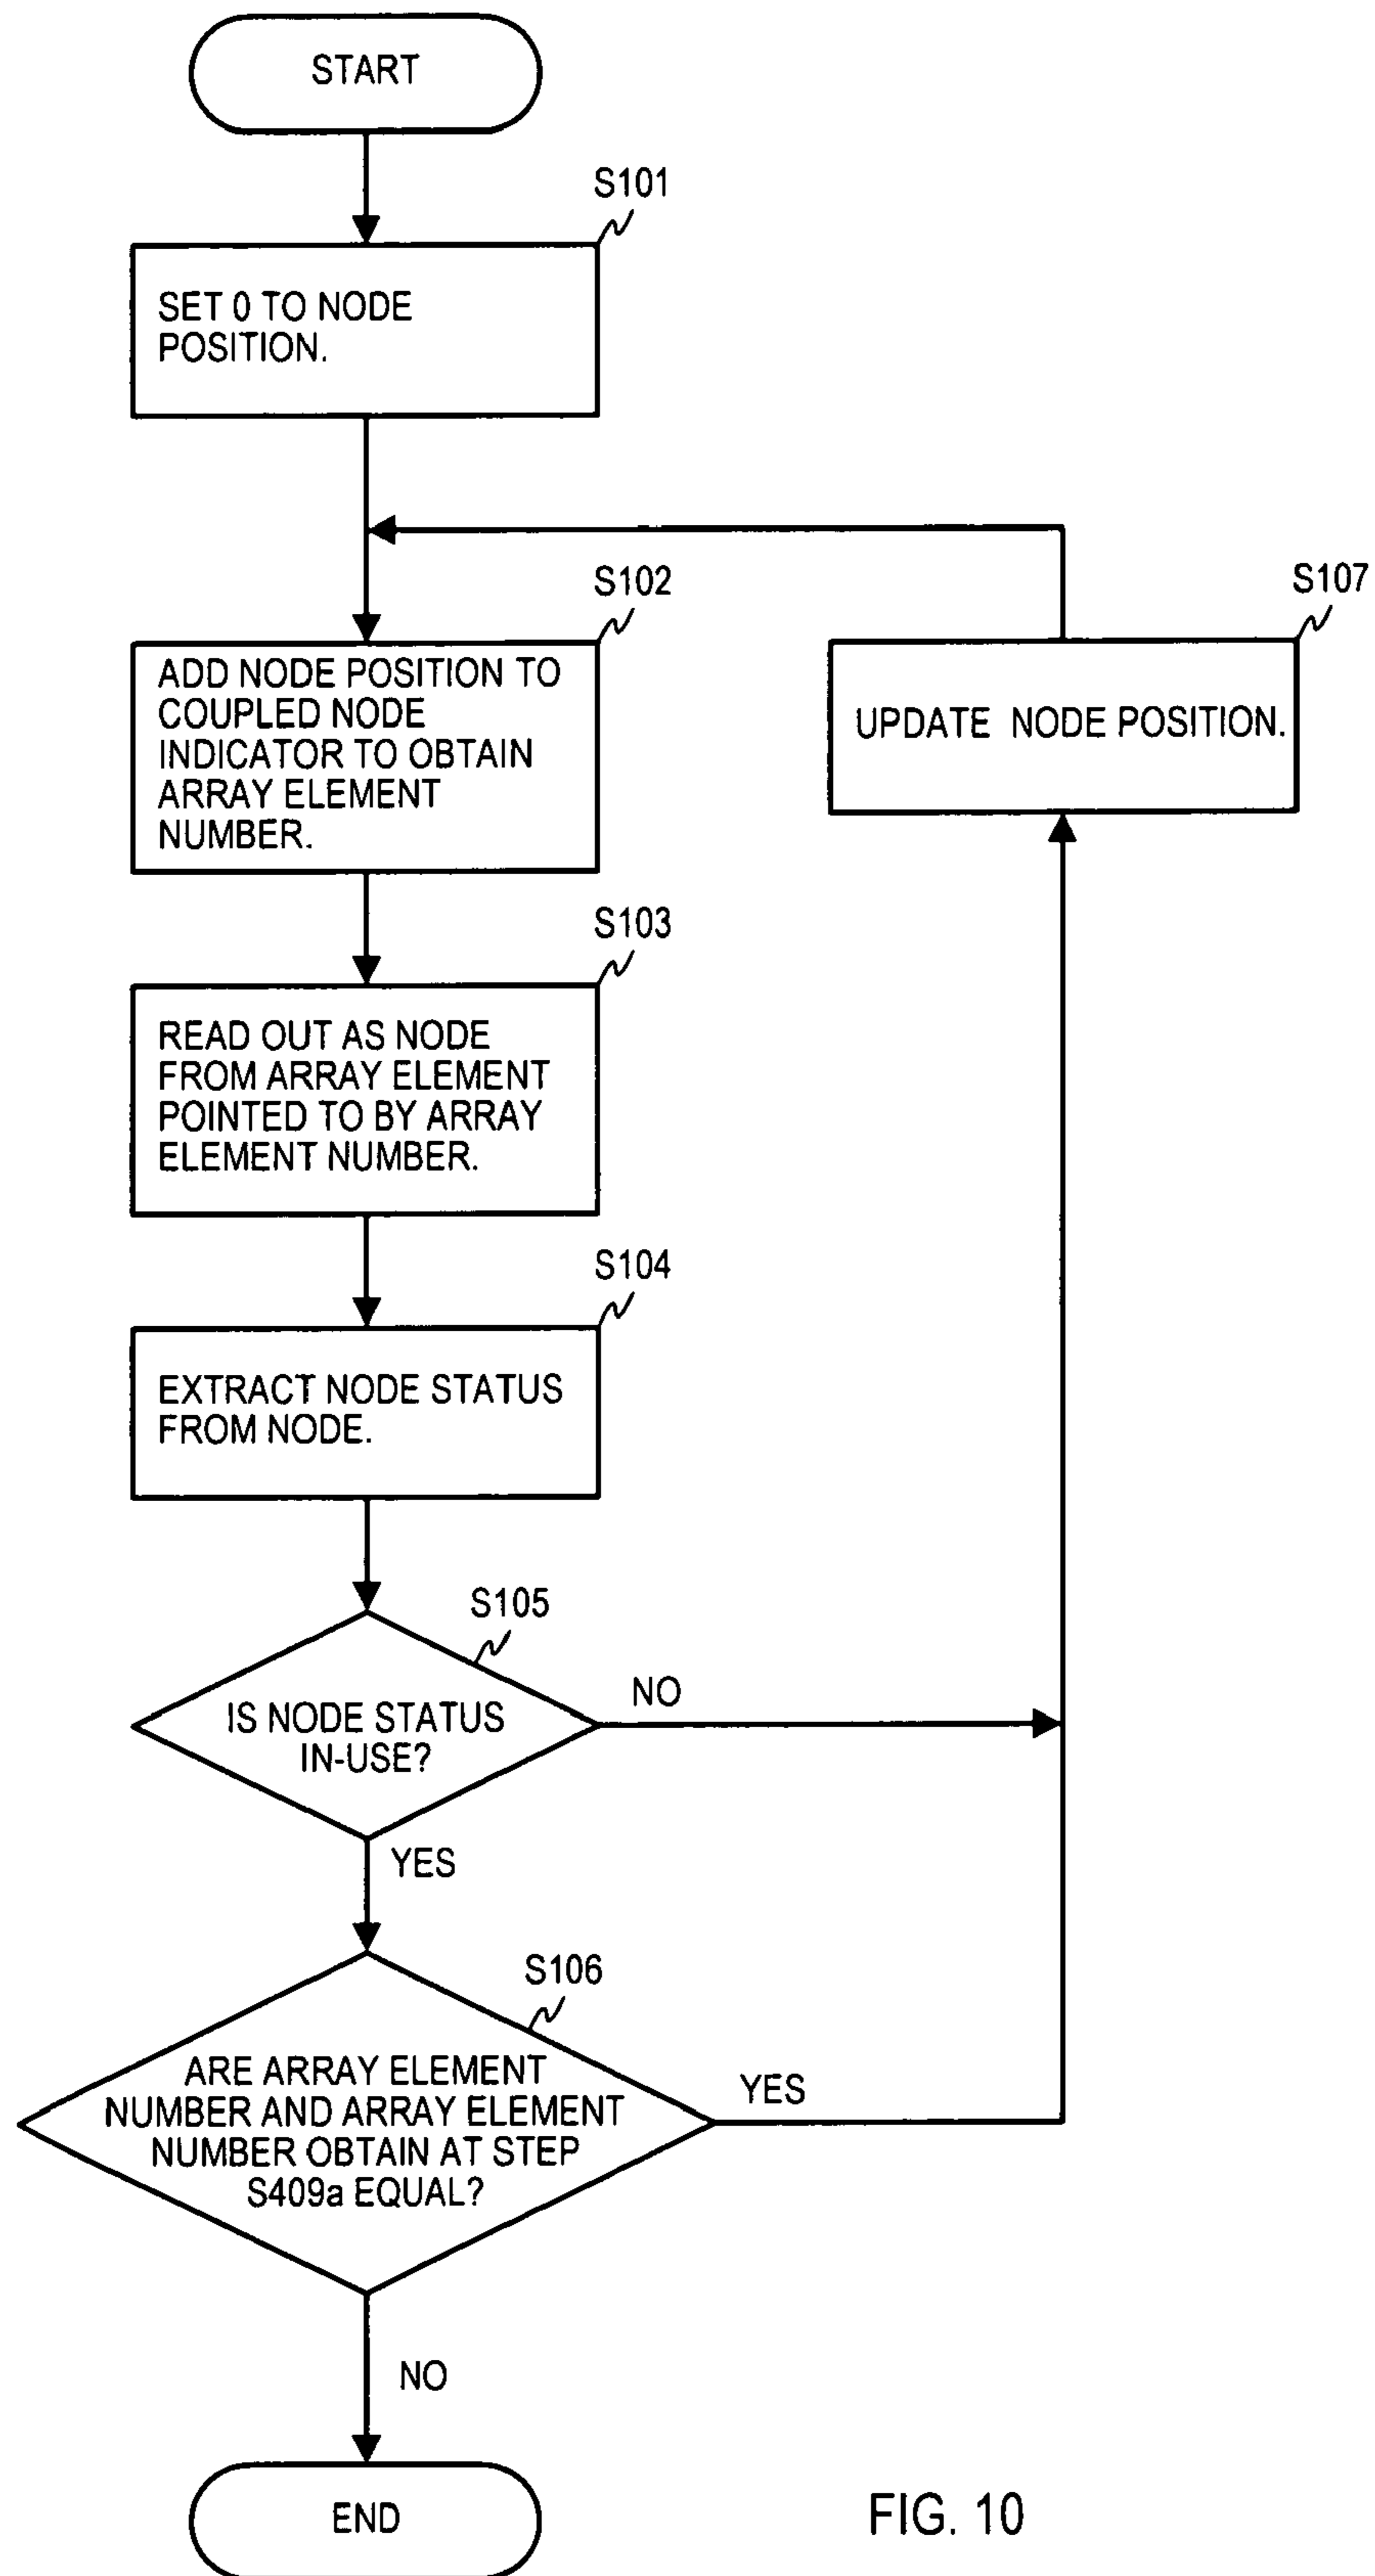 START
S101
SET 0 TO NODE
POSITION.
S102
ADD NODE POSITION TO
COUPLED NODE
INDICATOR TO OBTAIN
ARRAY ELEMENT
NUMBER.
S107
UPDATE NODE POSITION.
S103
READ OUT AS NODE
FROM ARRAY ELEMENT
POINTED TO BY ARRAY
ELEMENT NUMBER.
S104
EXTRACT NODE STATUS
FROM NODE.
S105
IS NODE STATUS
IN-USE?
NO
YES
S106
ARE ARRAY ELEMENT
NUMBER AND ARRAY ELEMENT
NUMBER OBTAIN AT STEP
S409a EQUAL?
YES
NO
END
FIG. 10